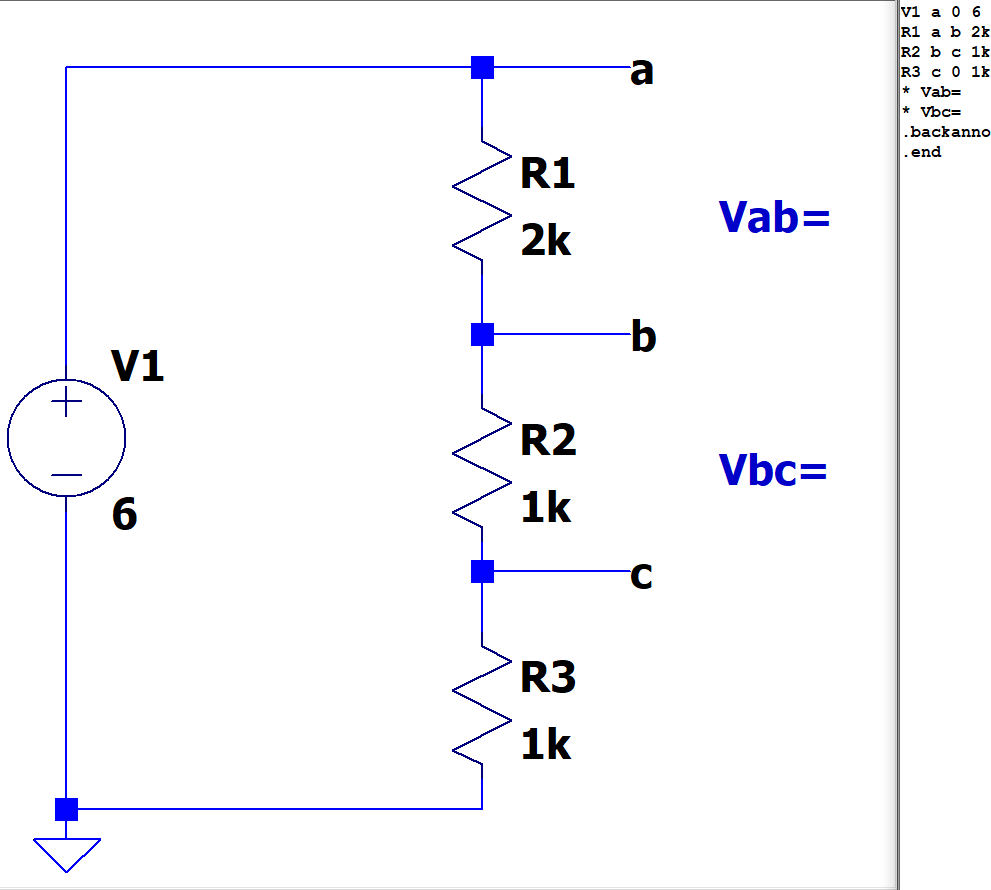 a
R1
2k
Vab=
b
V1
R2
1k
Vbc=
6
c
R3
1k
V1 a 0 6
R1 a b 2k
R2 b c 1k
R3 c 0 1k
* Vab=
* Vbc=
.backanno
.end